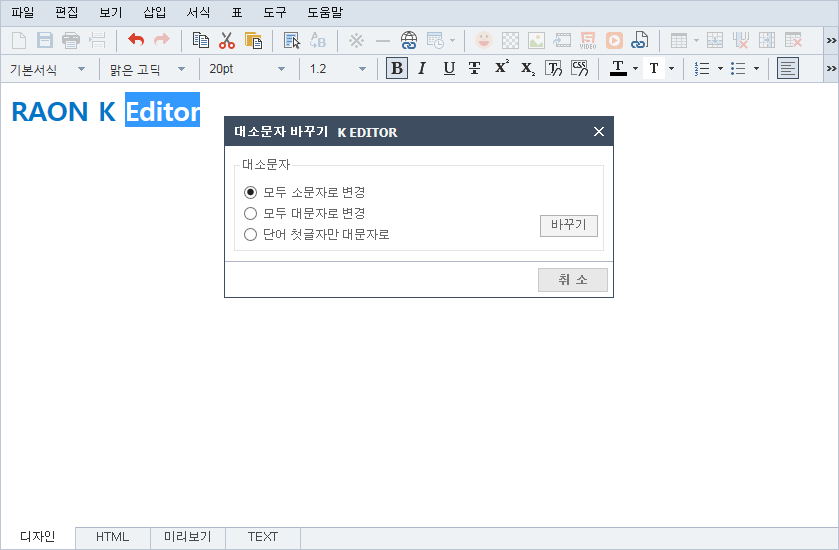 파일 편집 보기 삽입 서식 표 도구 도움말
기본서식 맑은 고딕 20pt 1.2 B I U T X² X₂ T CSS T T
RAON K Editor
대소문자 바꾸기 K EDITOR
대소문자
모두 소문자로 변경
모두 대문자로 변경
단어 첫글자만 대문자로
바꾸기
취 소
디자인 HTML 미리보기 TEXT